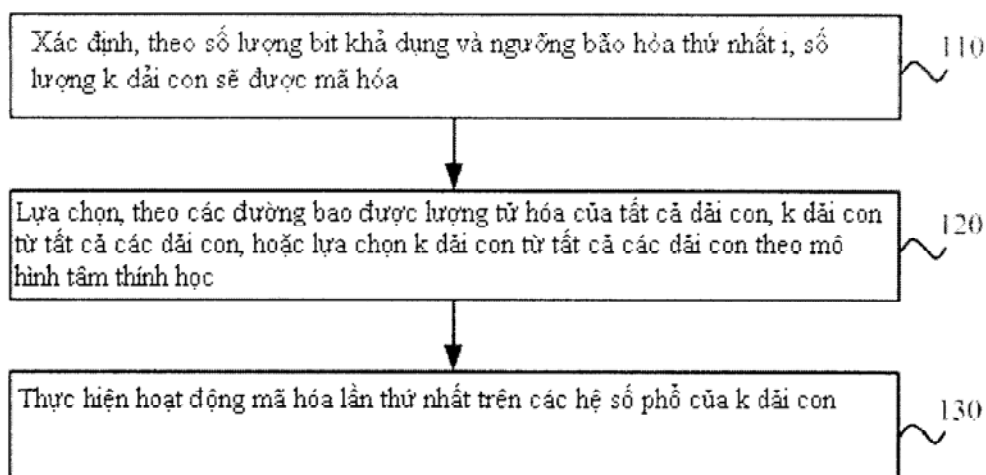 Xác định, theo số lượng bit khả dụng và ngưỡng bão hòa thứ nhất i, số
lượng k dải con sẽ được mã hóa
110
Lựa chọn, theo các đường bao được lượng tử hóa của tất cả dải con, k dải con
từ tất cả các dải con, hoặc lựa chọn k dải con từ tất cả các dải con theo mô
hình tâm thính học
120
Thực hiện hoạt động mã hóa lần thứ nhất trên các hệ số phổ của k dải con
130